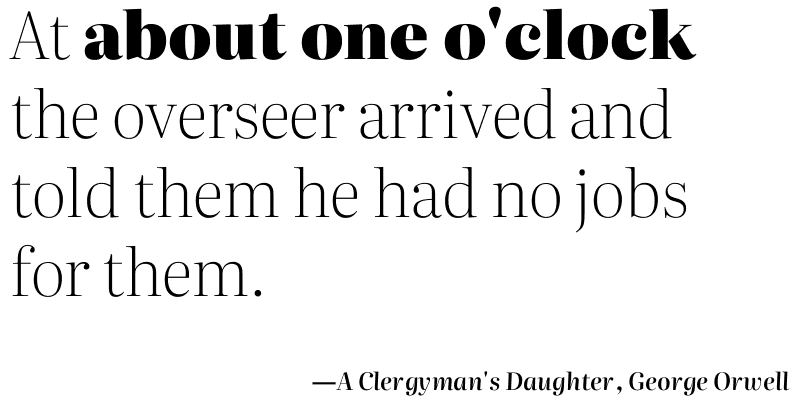 At about one o'clock
the overseer arrived and
told them he had no jobs
for them.
—A Clergyman's Daughter, George Orwell